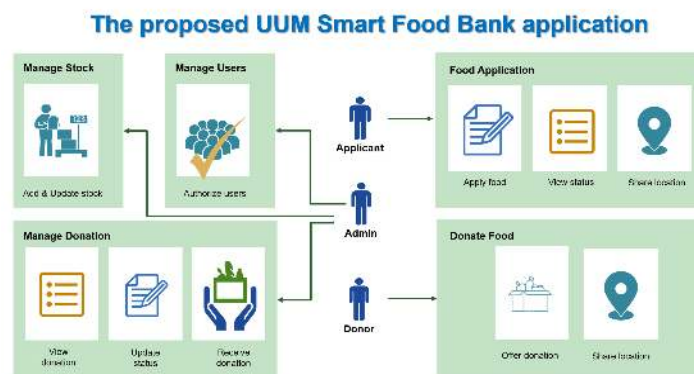 The proposed UUM Smart Food Bank application
Manage Stock
Add & Update stock
Manage Users
Authorize users
Applicant
Admin
Donor
Food Application
Apply food
View status
Share location
Manage Donation
View
donation
Update
status
Receive
donation
Donate Food
Offer donation
Share location